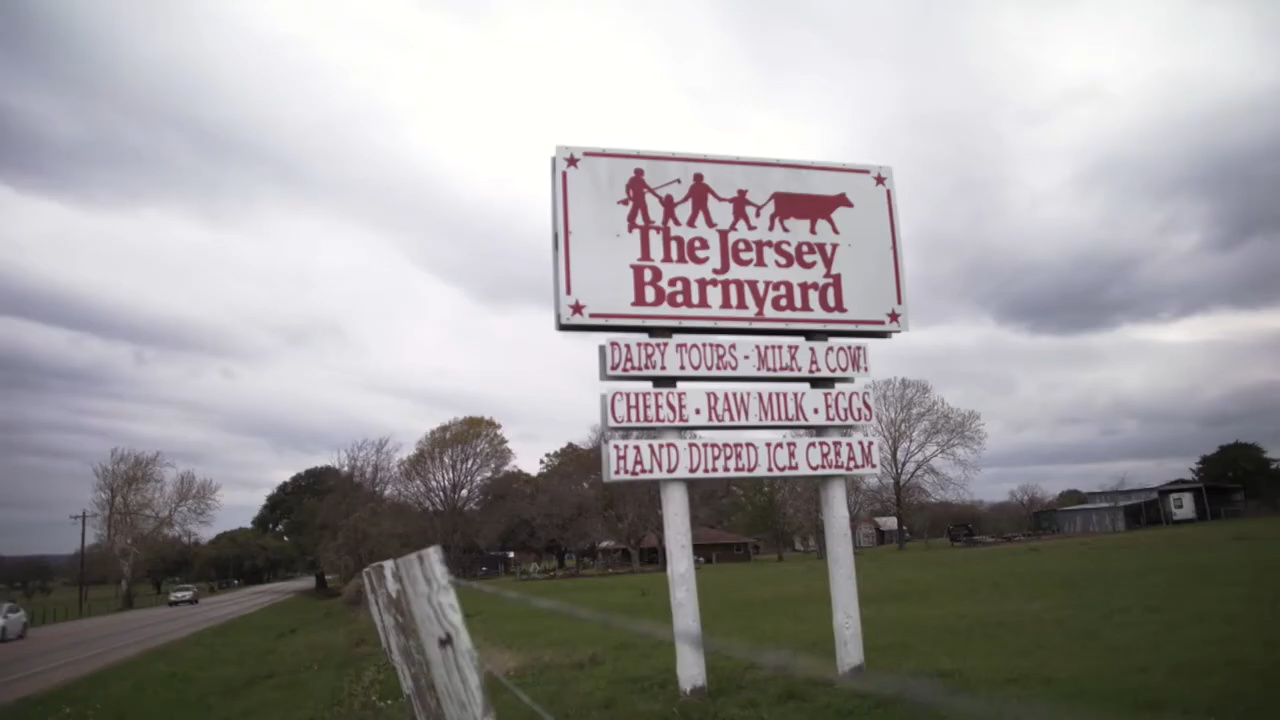 The Jersey
Barnyard
DAIRY TOURS - MILK A COW!
CHEESE - RAW MILK - EGGS
HAND DIPPED ICE CREAM